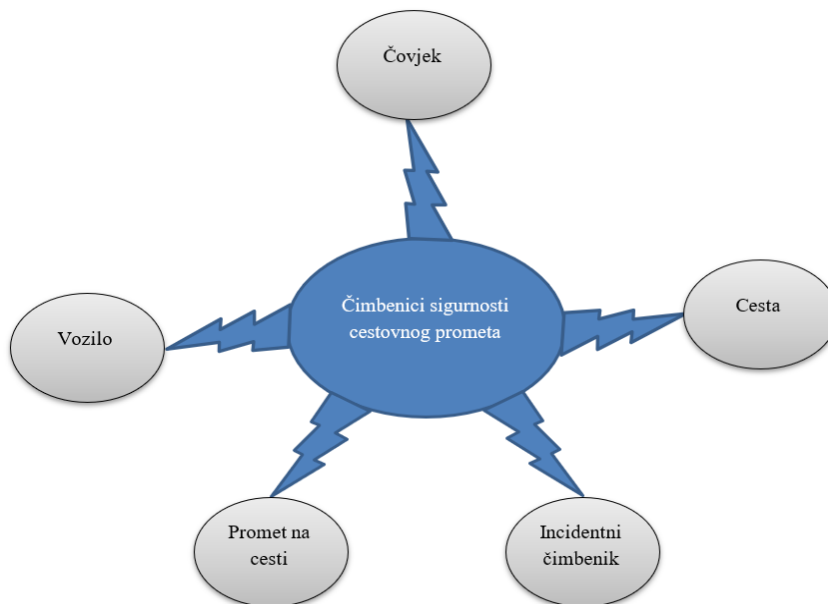 Čovjek
Čimbenici sigurnosti
cestovnog prometa
Cesta
Vozilo
Promet na
cesti
Incidentni
čimbenik